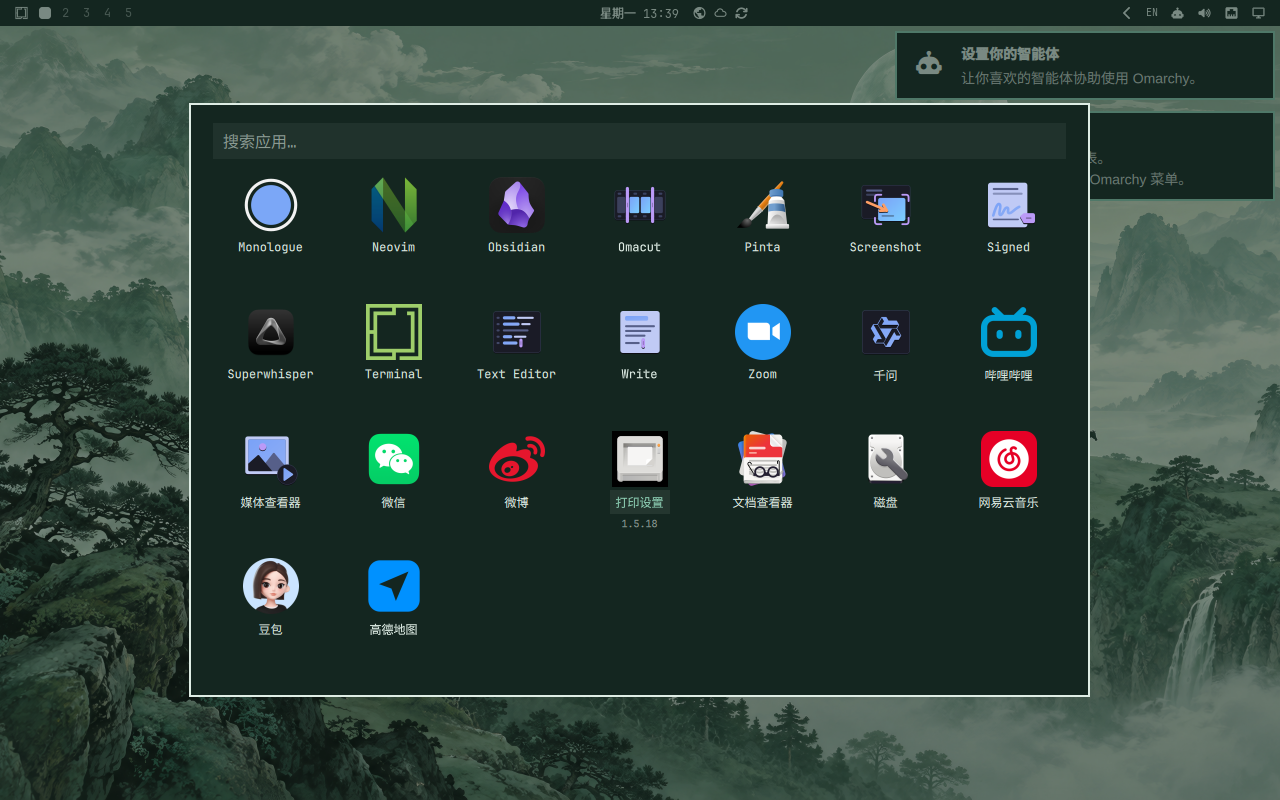 2 3 4 5
星期一 13:39
EN
设置你的智能体
让你喜欢的智能体协助使用 Omarchy。
表。
Omarchy 菜单。
搜索应用…
Monologue
Neovim
Obsidian
Omacut
Pinta
Screenshot
Signed
Superwhisper
Terminal
Text Editor
Write
Zoom
千问
哔哩哔哩
媒体查看器
微信
微博
打印设置
1.5.18
文档查看器
磁盘
网易云音乐
豆包
高德地图